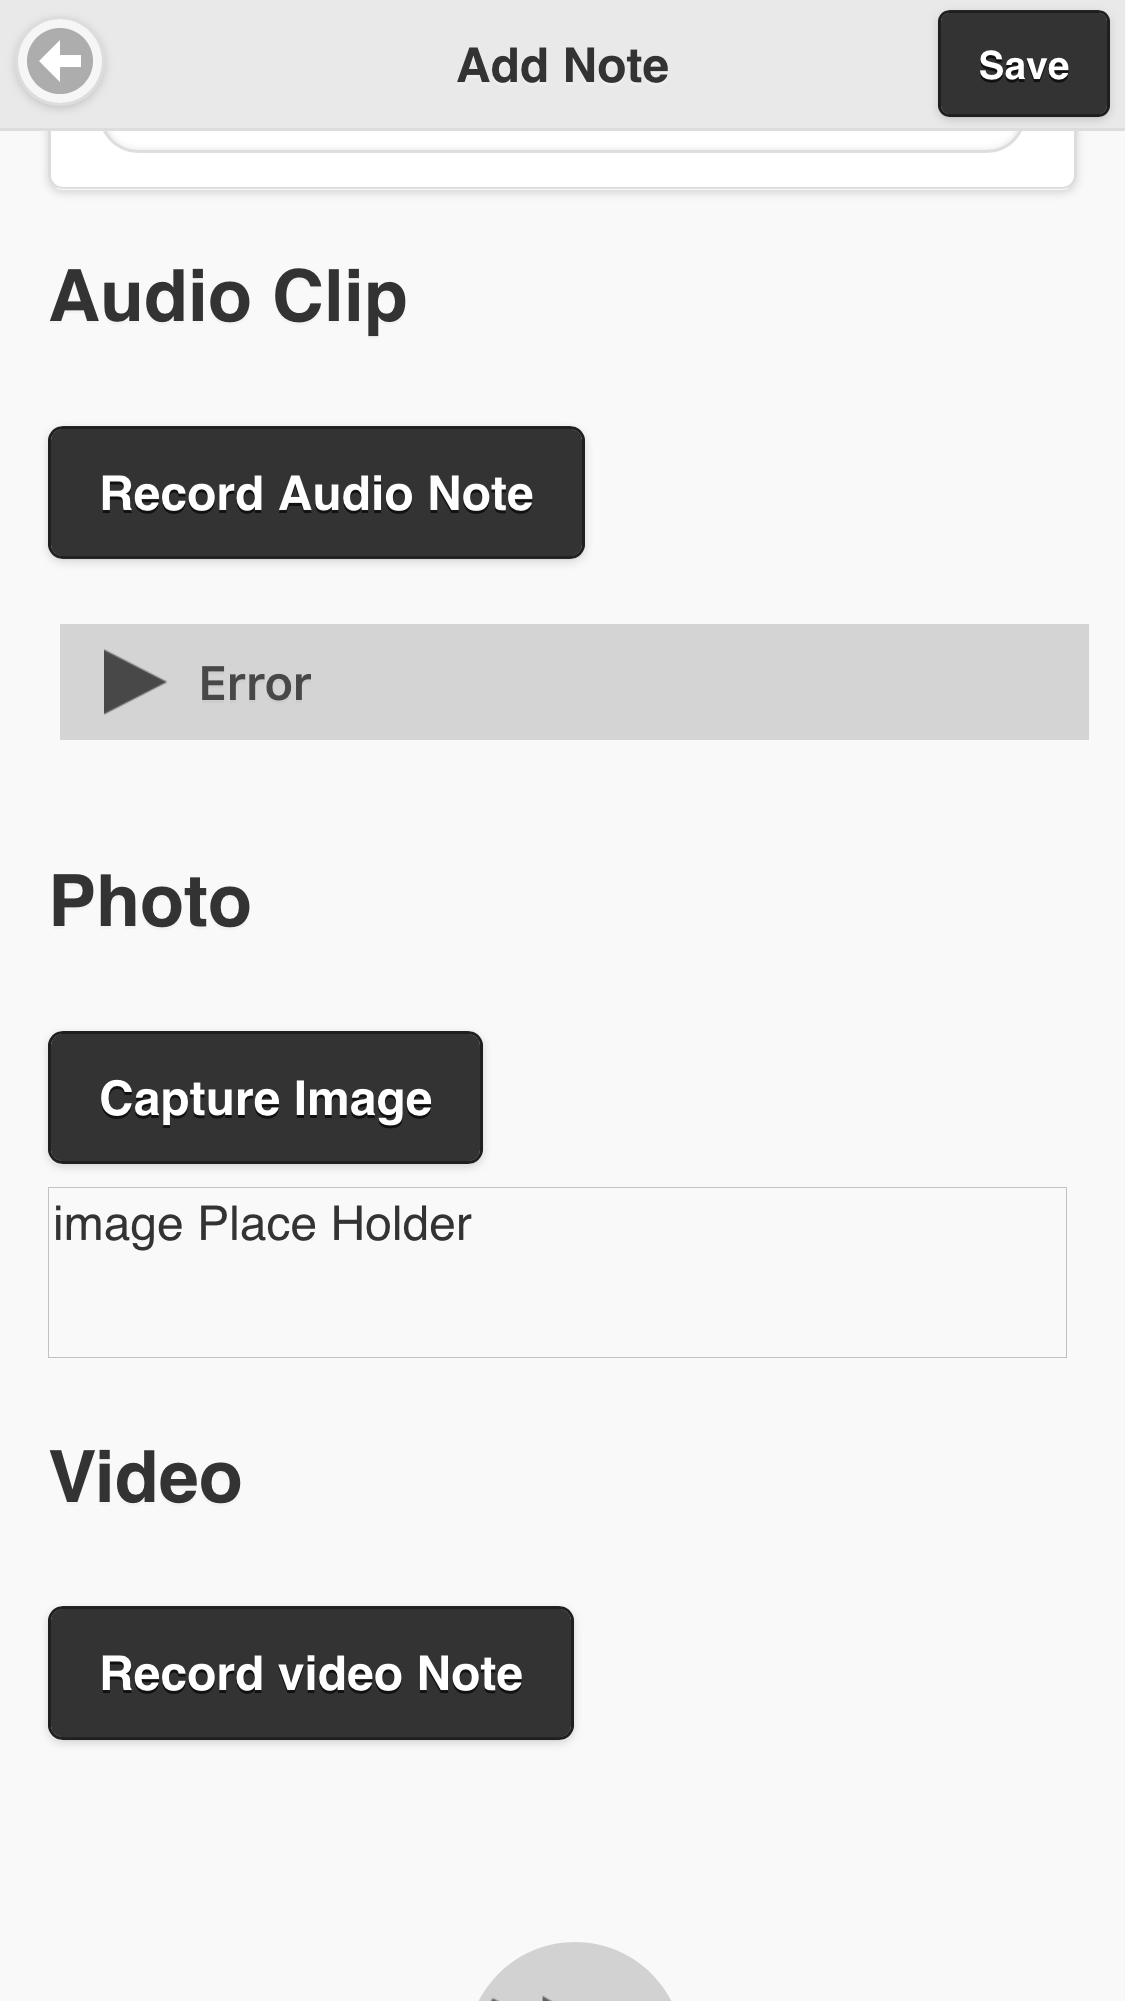 Add Note
Save
Audio Clip
Record Audio Note
Error
Photo
Capture Image
image Place Holder
Video
Record video Note